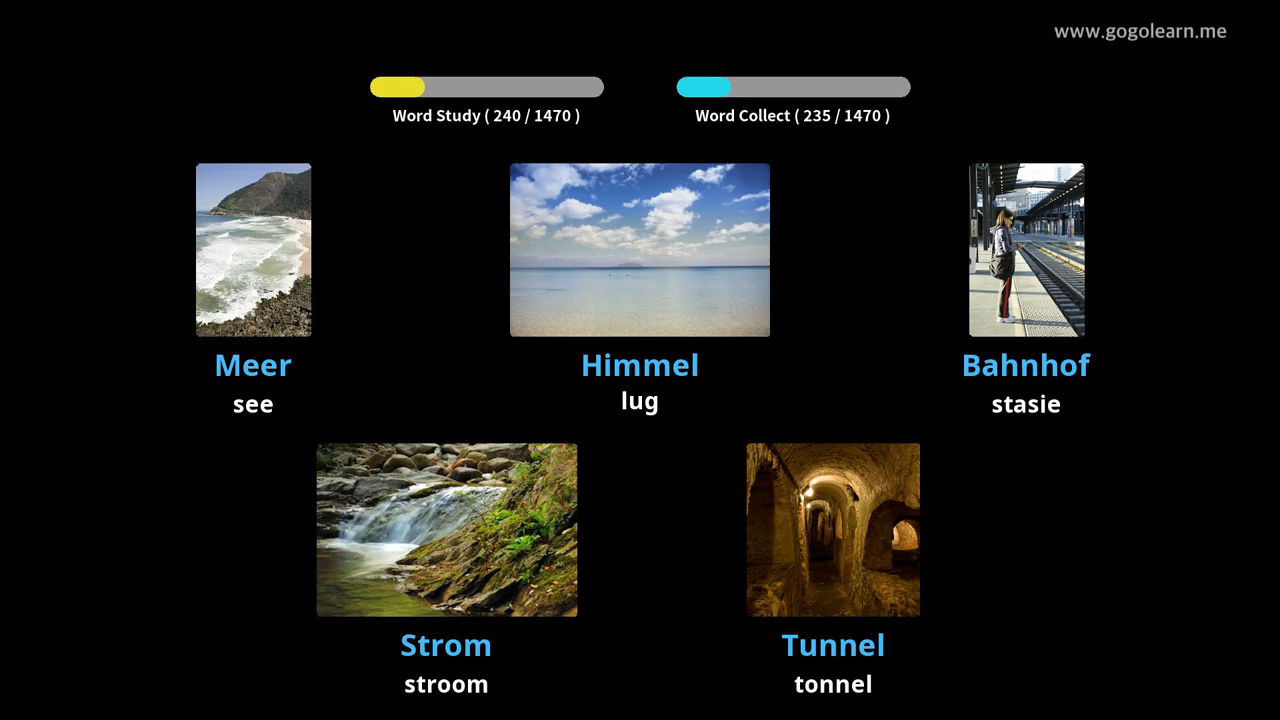 www.gogolearn.me
Word Study ( 240 / 1470 )
Word Collect ( 235 / 1470 )
Meer
see
Himmel
lug
Bahnhof
stasie
Strom
stroom
Tunnel
tonnel